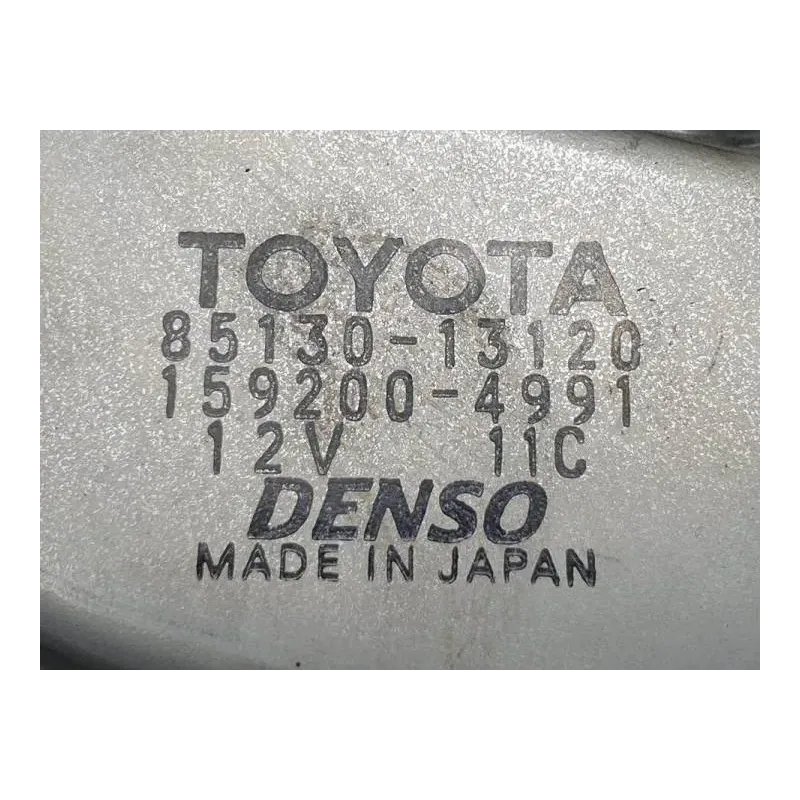 TOYOTA
85130-13120
159200-4991
12V 11C
DENSO
MADE IN JAPAN